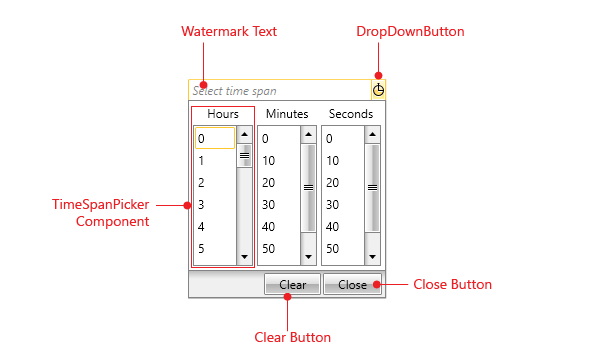 Watermark Text
DropDownButton
Select time span
Hours
Minutes
Seconds
0
0
0
1
10
10
2
20
20
TimeSpanPicker
Component
3
30
30
4
40
40
5
50
50
Clear
Close
Close Button
Clear Button